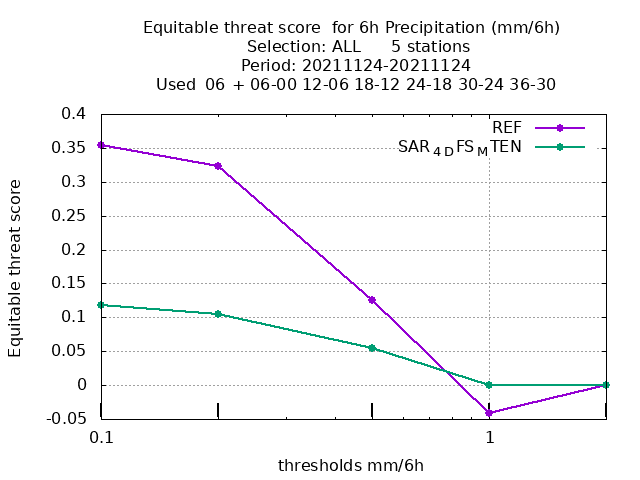 Equitable threat score  for 6h Precipitation (mm/6h)
Selection: ALL      5 stations
Period: 20211124-20211124
Used  06 + 06-00 12-06 18-12 24-18 30-24 36-30
0.4
REF
0.35
SAR4DFSMTEN
0.3
0.25
0.2
0.15
0.1
0.05
0
-0.05
0.1
1
Equitable threat score
thresholds mm/6h